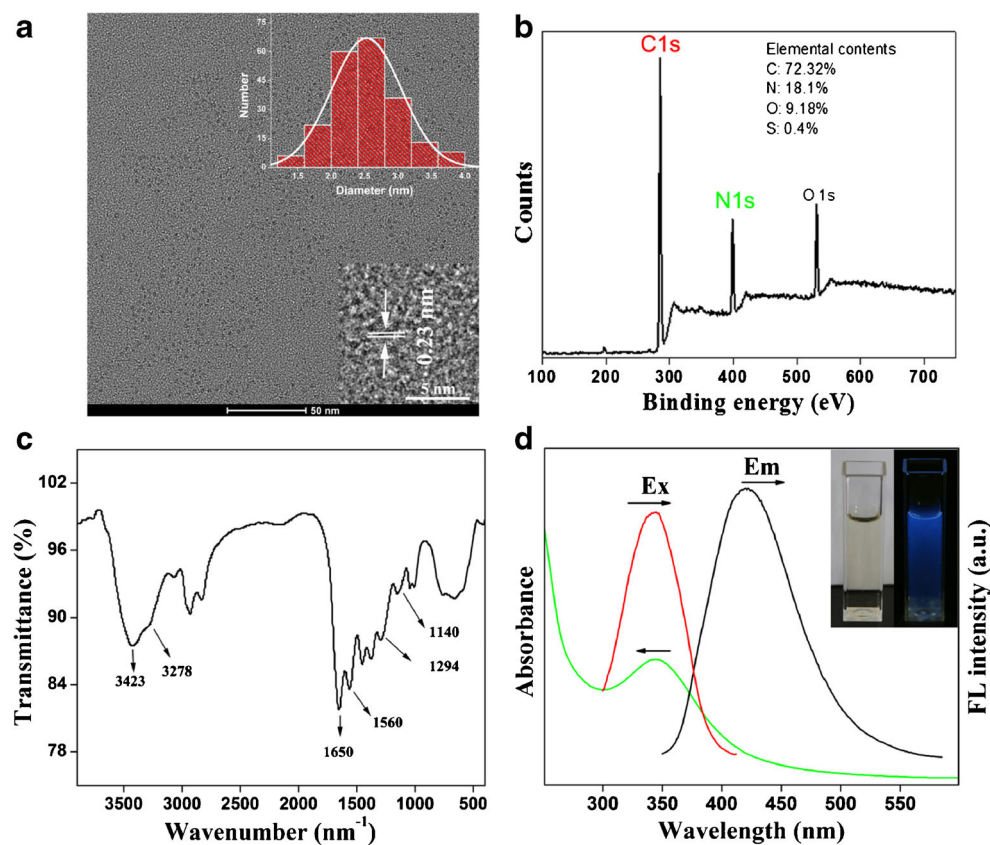 a
75
60
45
30
15
0
Number
1.5 2.0 2.5 3.0 3.5 4.0
Diameter (nm)
0.23 nm
5 nm
50 nm
b
C1s
N1s
O 1s
Elemental contents
C: 72.32%
N: 18.1%
O: 9.18%
S: 0.4%
Counts
100 200 300 400 500 600 700
Binding energy (eV)
c
102
96
90
84
78
Transmittance (%)
3423
3278
1650
1560
1294
1140
3500 3000 2500 2000 1500 1000 500
Wavenumber (nm⁻¹)
d
Ex
Em
Absorbance
FL intensity (a.u.)
300 350 400 450 500 550
Wavelength (nm)